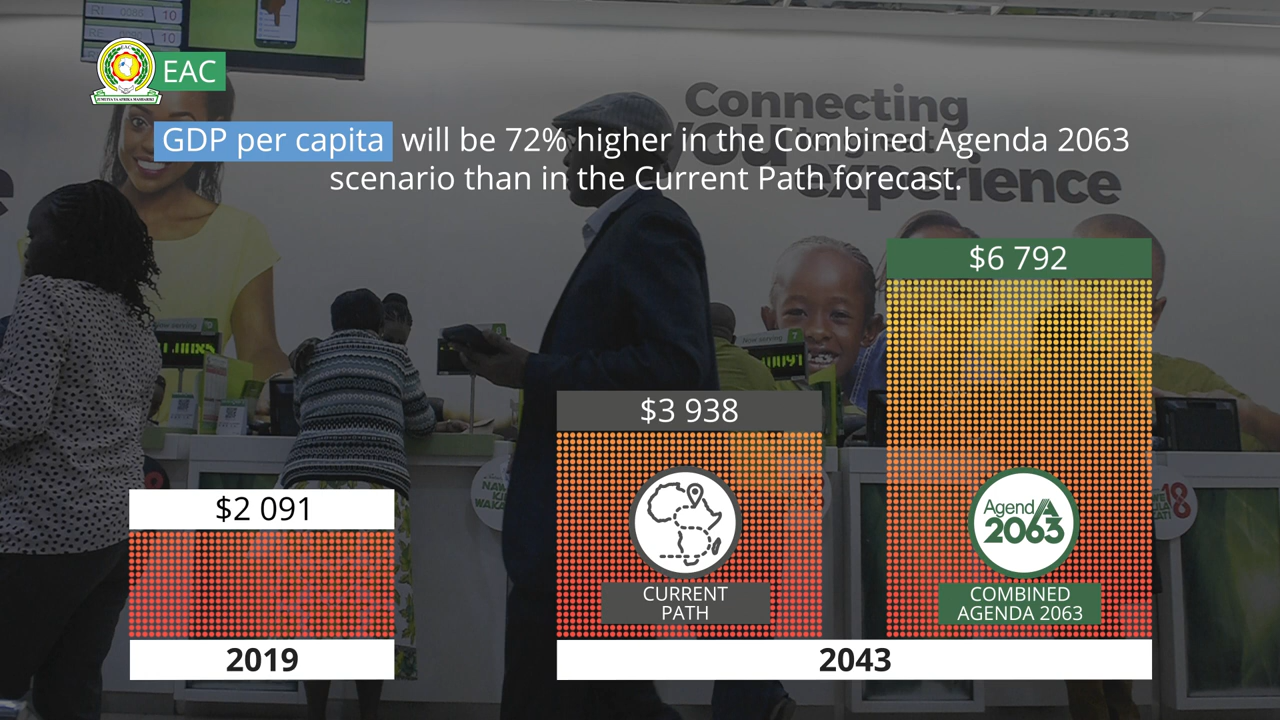 EAC
GDP per capita will be 72% higher in the Combined Agenda 2063
scenario than in the Current Path forecast.
Connecting
you
experience
$6 792
$3 938
$2 091
Agenda
2063
CURRENT
PATH
COMBINED
AGENDA 2063
2019
2043